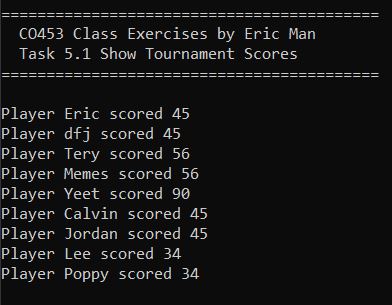 ==========================================
CO453 Class Exercises by Eric Man
Task 5.1 Show Tournament Scores
==========================================
Player Eric scored 45
Player dfj scored 45
Player Tery scored 56
Player Memes scored 56
Player Yeet scored 90
Player Calvin scored 45
Player Jordan scored 45
Player Lee scored 34
Player Poppy scored 34